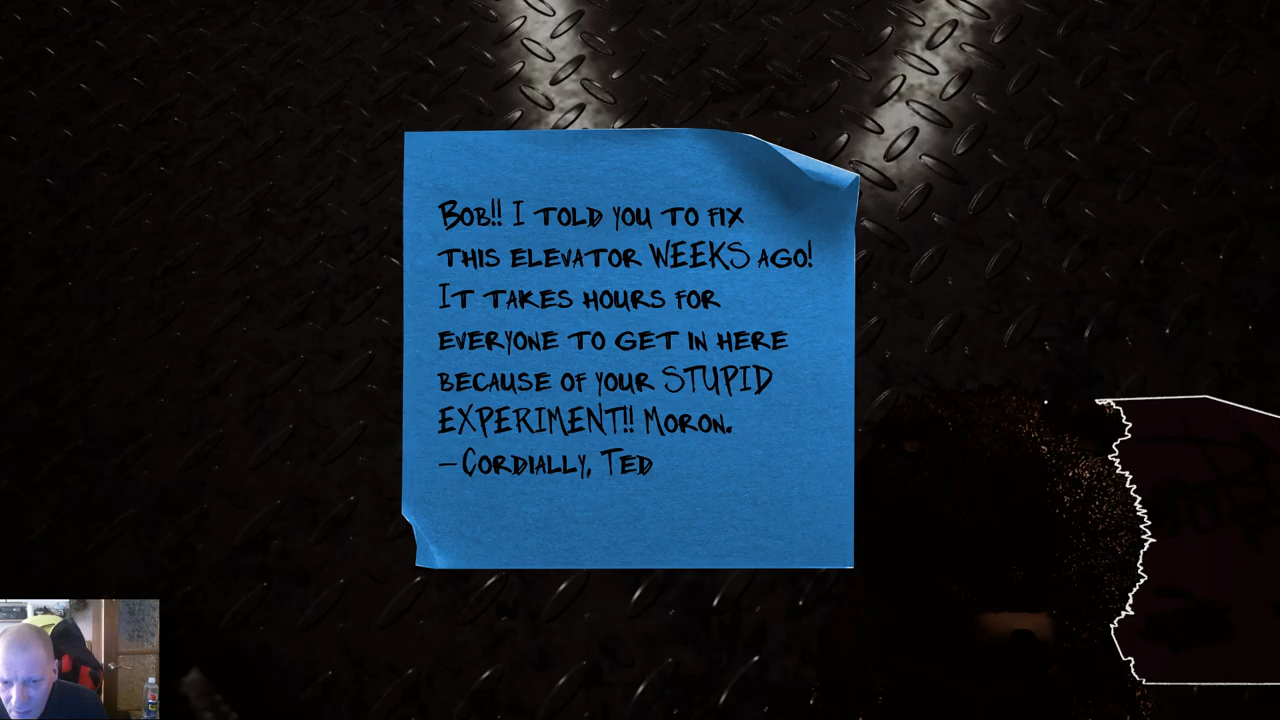 Bob!! I told you to fix
this elevator WEEKS ago!
It takes hours for
everyone to get in here
because of your STUPID
EXPERIMENT!! Moron.
– Cordially, Ted